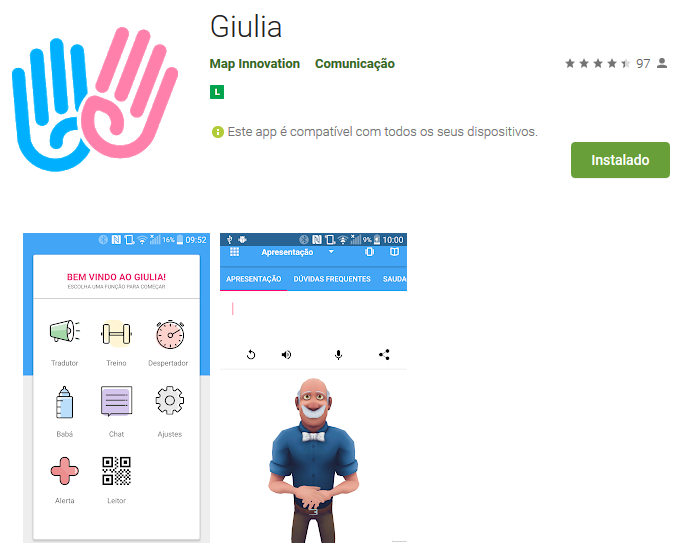 Giulia
Map Innovation Comunicação
97
L
Este app é compatível com todos os seus dispositivos.
Instalado
16% 09:52
BEM VINDO AO GIULIA!
ESCOLHA UMA FUNÇÃO PARA COMEÇAR
Tradutor Treino Despertador
Babá Chat Ajustes
Alerta Leitor
9% 10:00
Apresentação
APRESENTAÇÃO DÚVIDAS FREQUENTES SAUDA